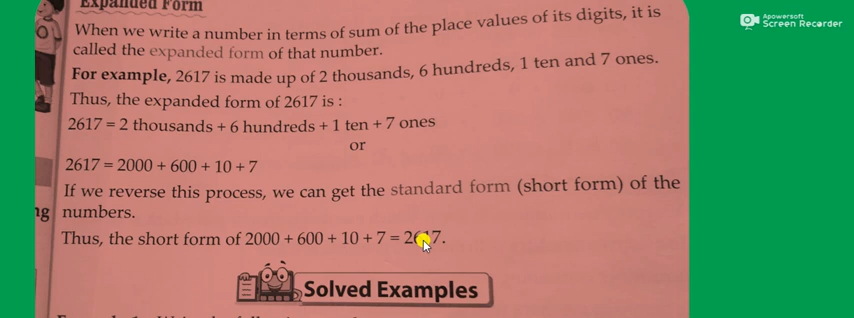 Expanded Form
Apowersoft
Screen Recorder
When we write a number in terms of sum of the place values of its digits, it is
called the expanded form of that number.
For example, 2617 is made up of 2 thousands, 6 hundreds, 1 ten and 7 ones.
Thus, the expanded form of 2617 is :
2617 = 2 thousands + 6 hundreds + 1 ten + 7 ones
or
2617 = 2000 + 600 + 10 + 7
If we reverse this process, we can get the standard form (short form) of the
ng numbers.
Thus, the short form of 2000 + 600 + 10 + 7 = 2617.
Solved Examples